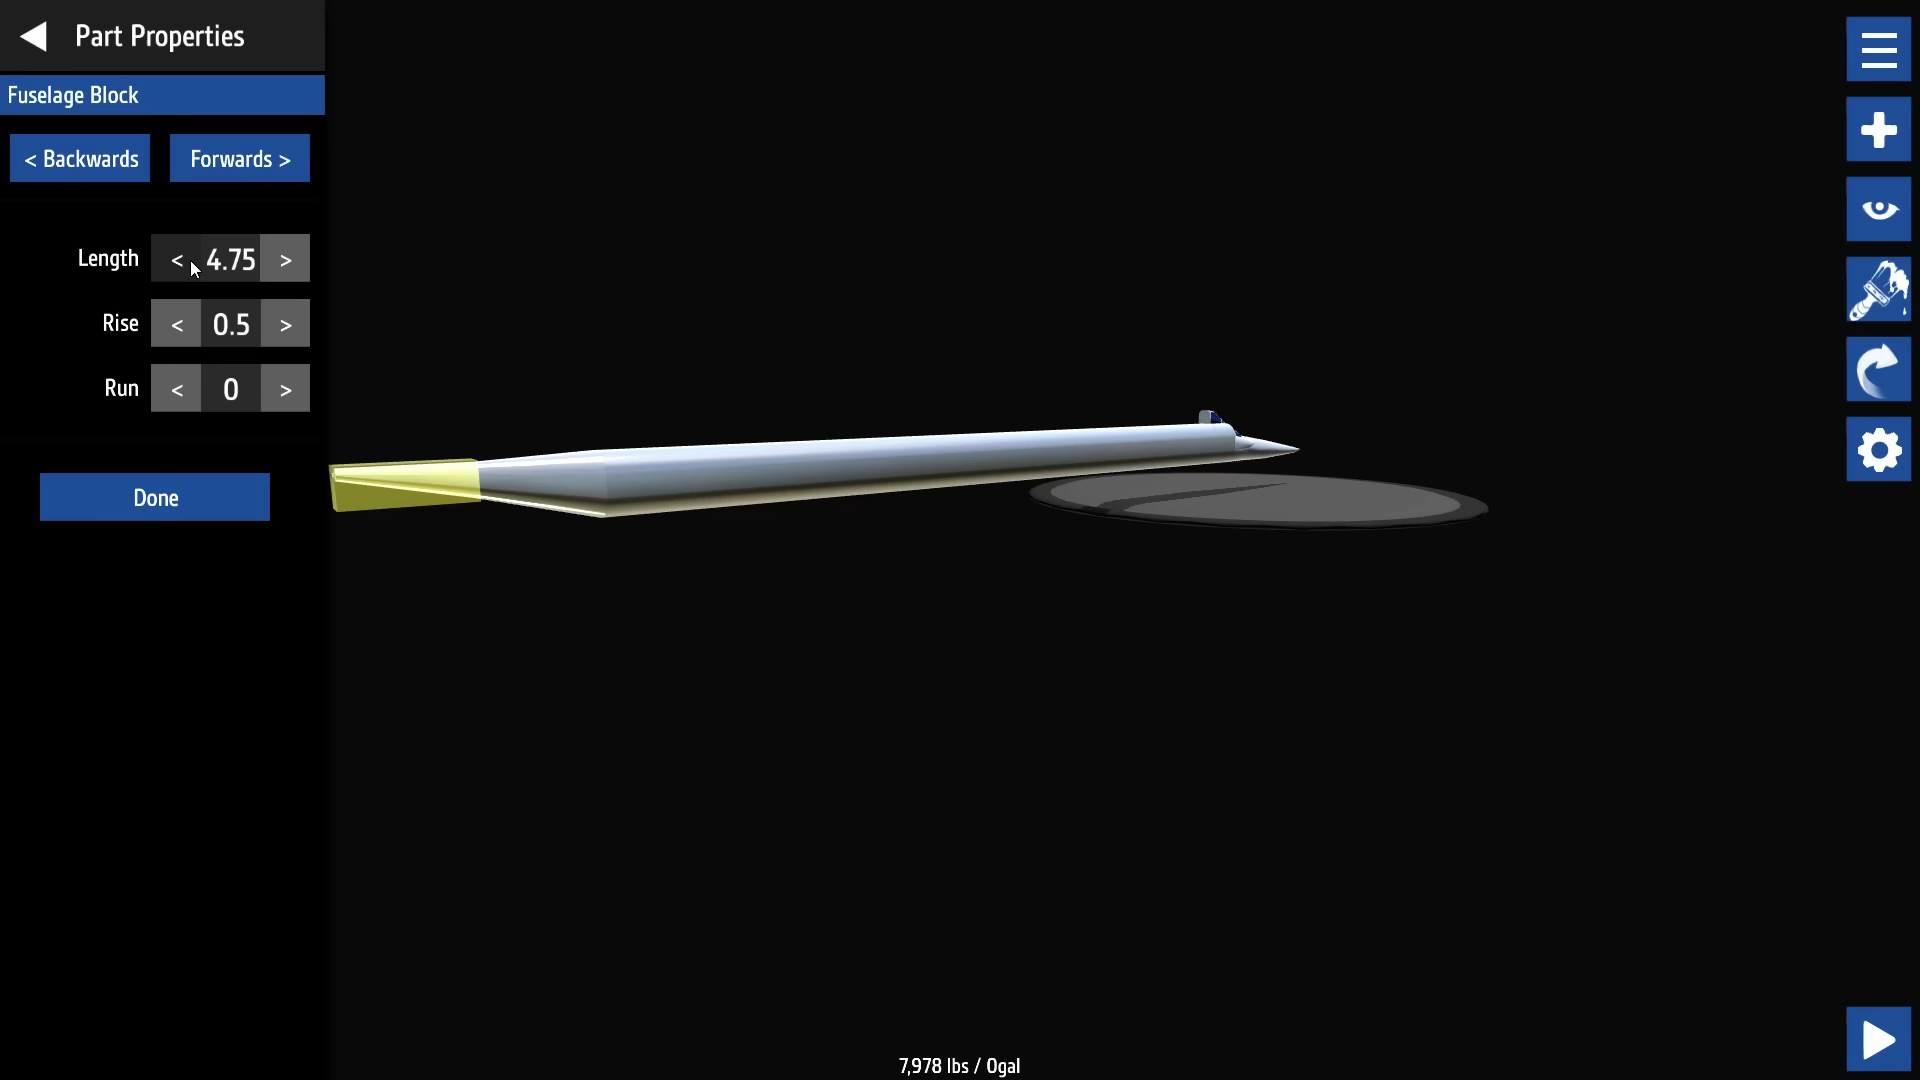 Part Properties
Fuselage Block
< Backwards
Forwards >
Length < 4.75 >
Rise < 0.5 >
Run < 0 >
Done
7,978 lbs / 0gal